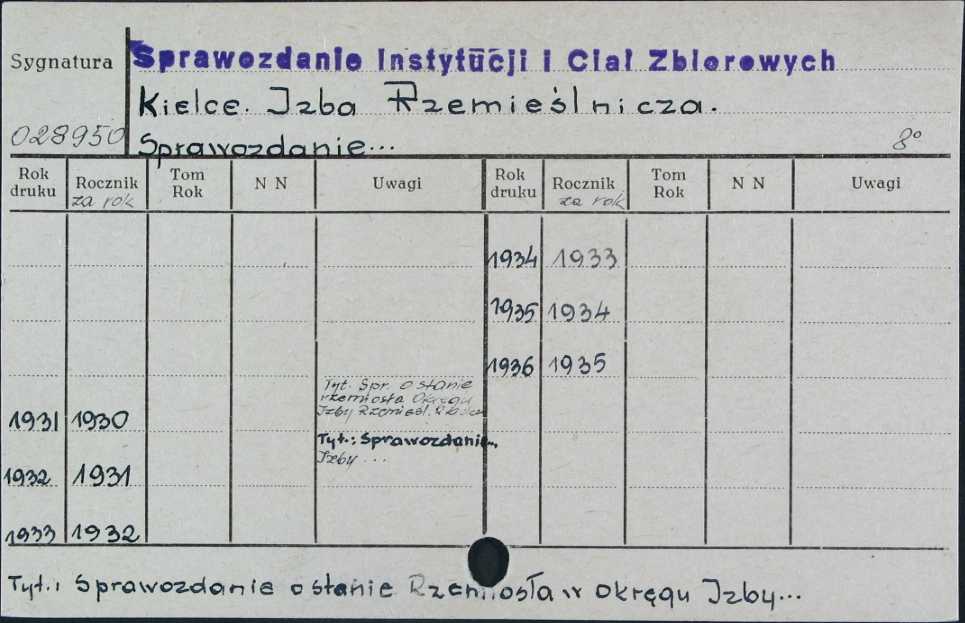 Sygnatura
Sprawozdanie Instytucji i Ciał Zbiorowych
Kielce. Izba Rzemieślnicza.
028950
Sprawozdanie...
8°
Rok druku Rocznik za rok Tom Rok N N Uwagi Rok druku Rocznik za rok Tom Rok N N Uwagi
1934 1933
1935 1934
1936 1935
Tyt. Spr. o stanie
rzemiosła Okręgu
Izby Rzemieśl.
1931 1930
Tyt.: Sprawozdanie...
Izby ...
1932 1931
1933 1932
Tyt.: Sprawozdanie o stanie Rzemiosła w Okręgu Izby...